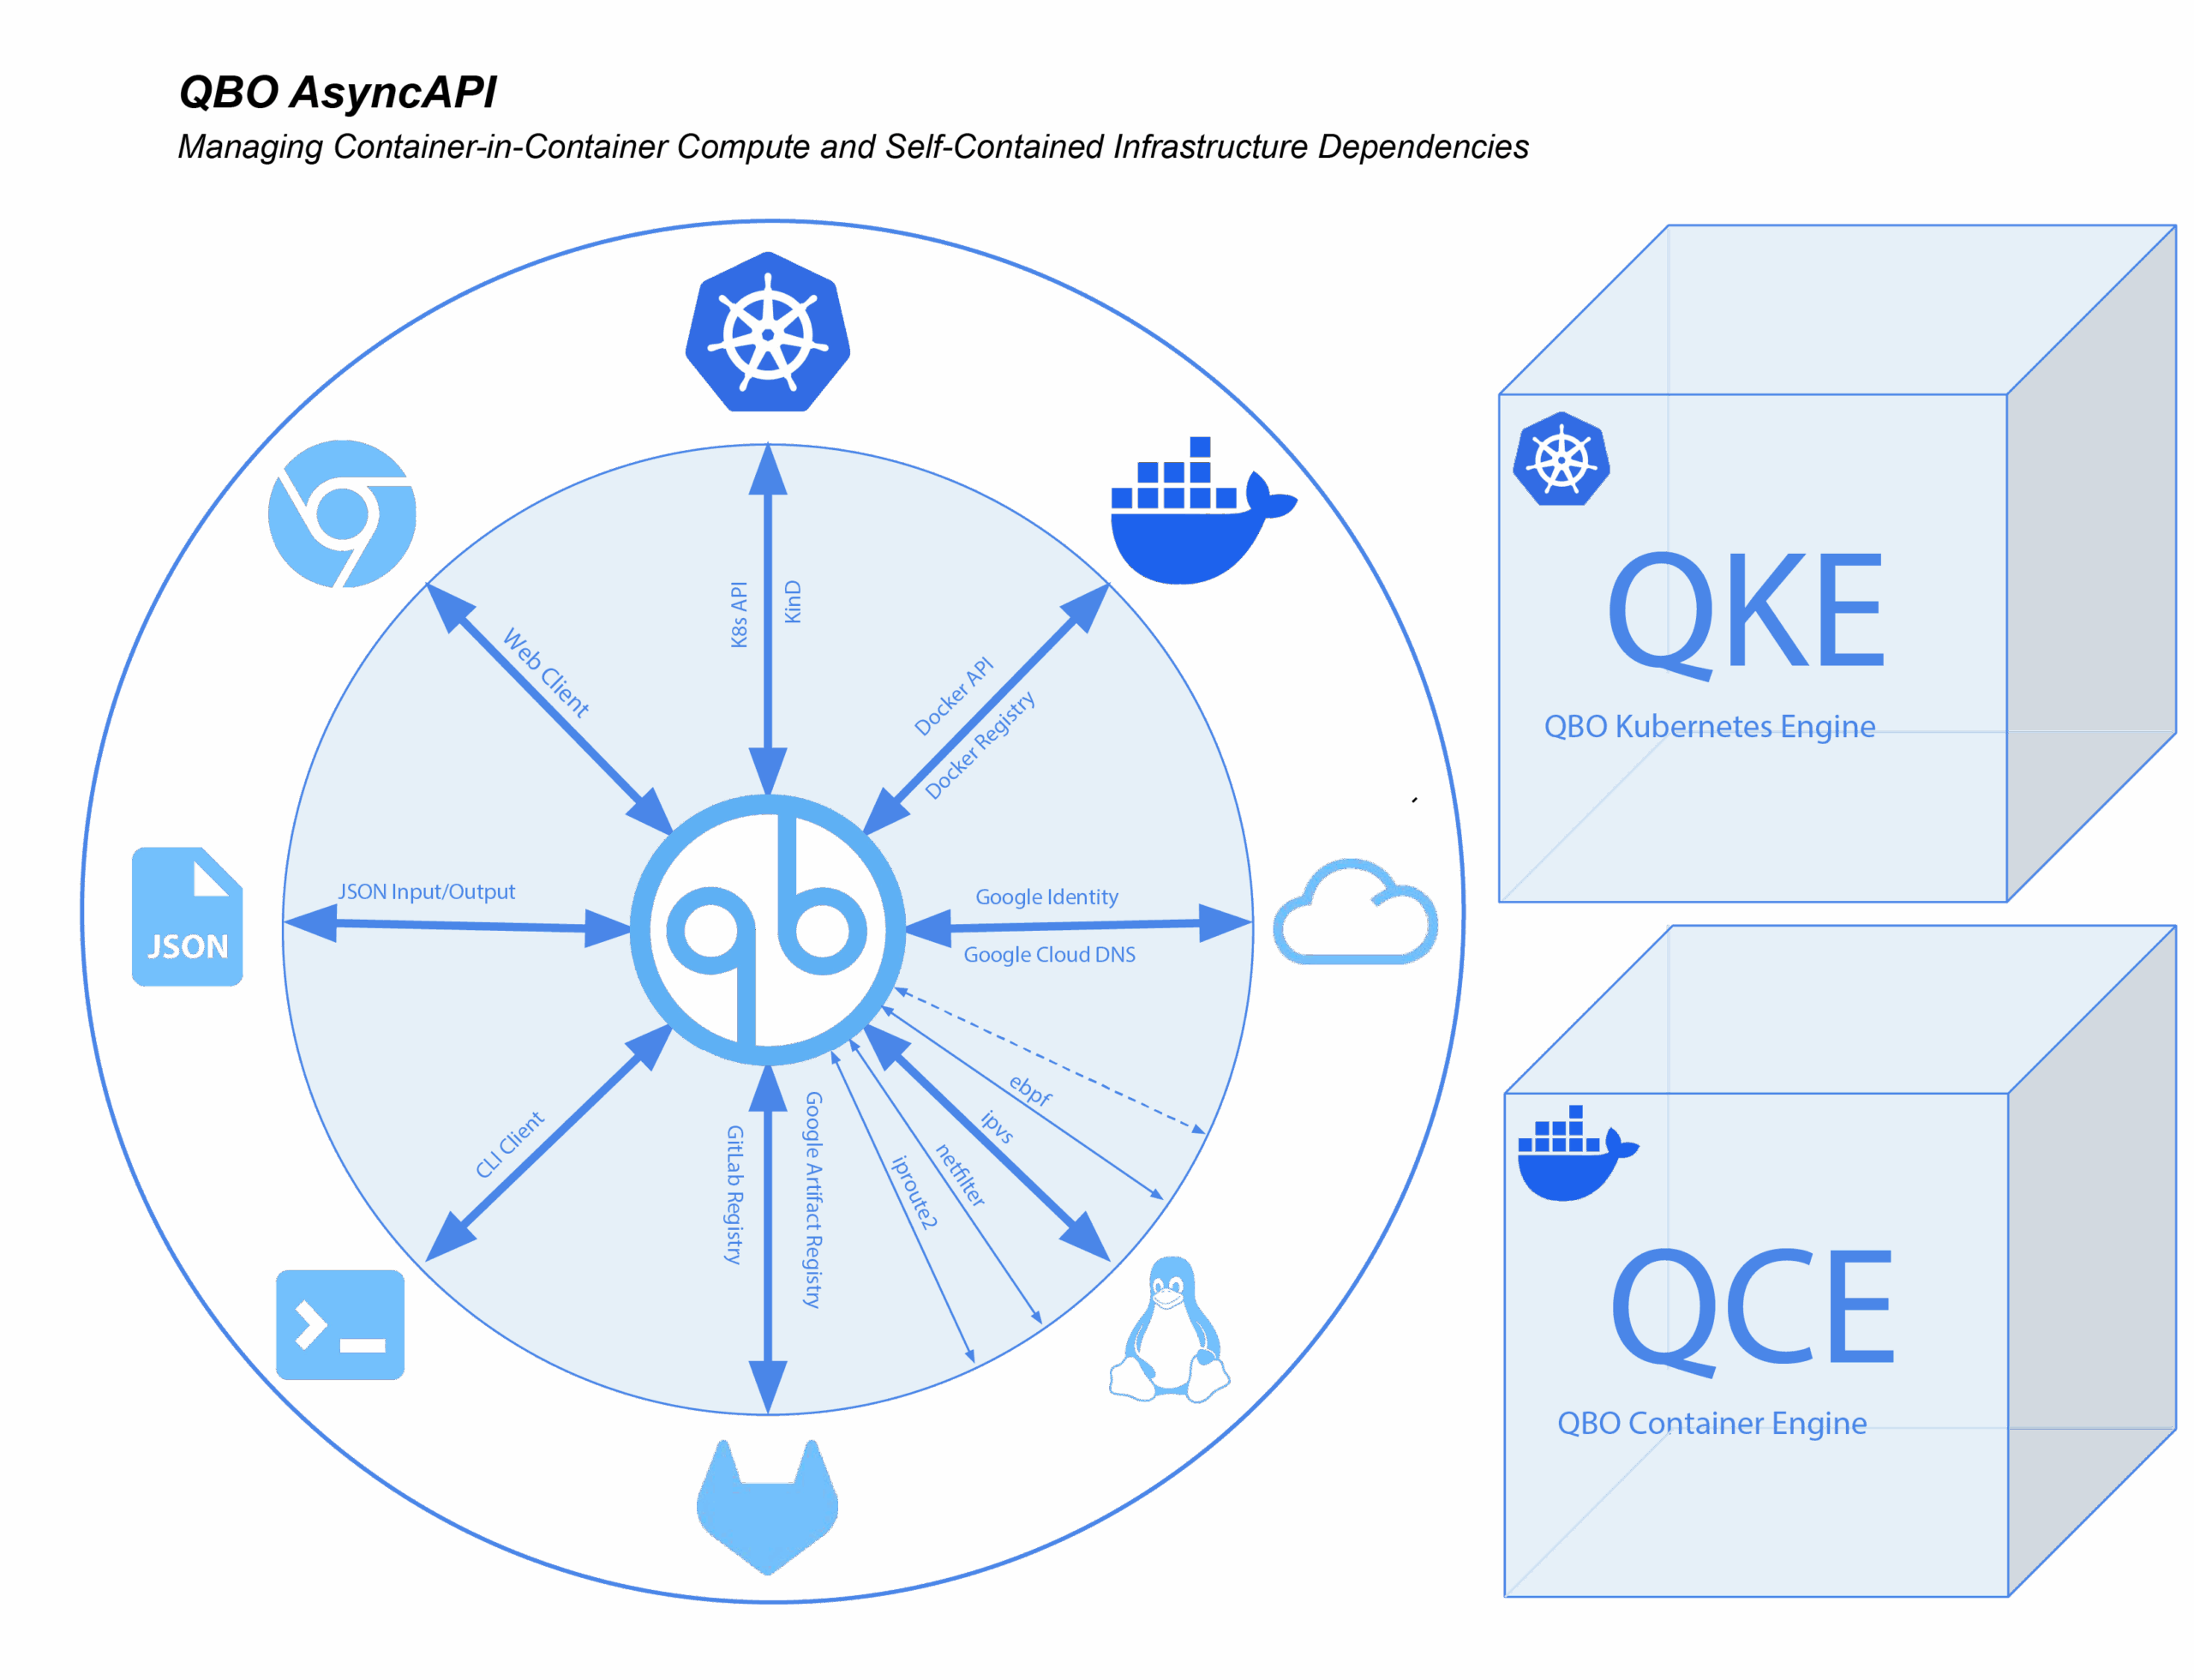 QBO AsyncAPI
Managing Container-in-Container Compute and Self-Contained Infrastructure Dependencies
K8s API
KinD
Web Client
Docker API
Docker Registry
JSON Input/Output
JSON
Google Identity
Google Cloud DNS
ebpf
ipvs
netfilter
iproute2
CLI Client
GitLab Registry
Google Artifact Registry
qb
QKE
QBO Kubernetes Engine
QCE
QBO Container Engine